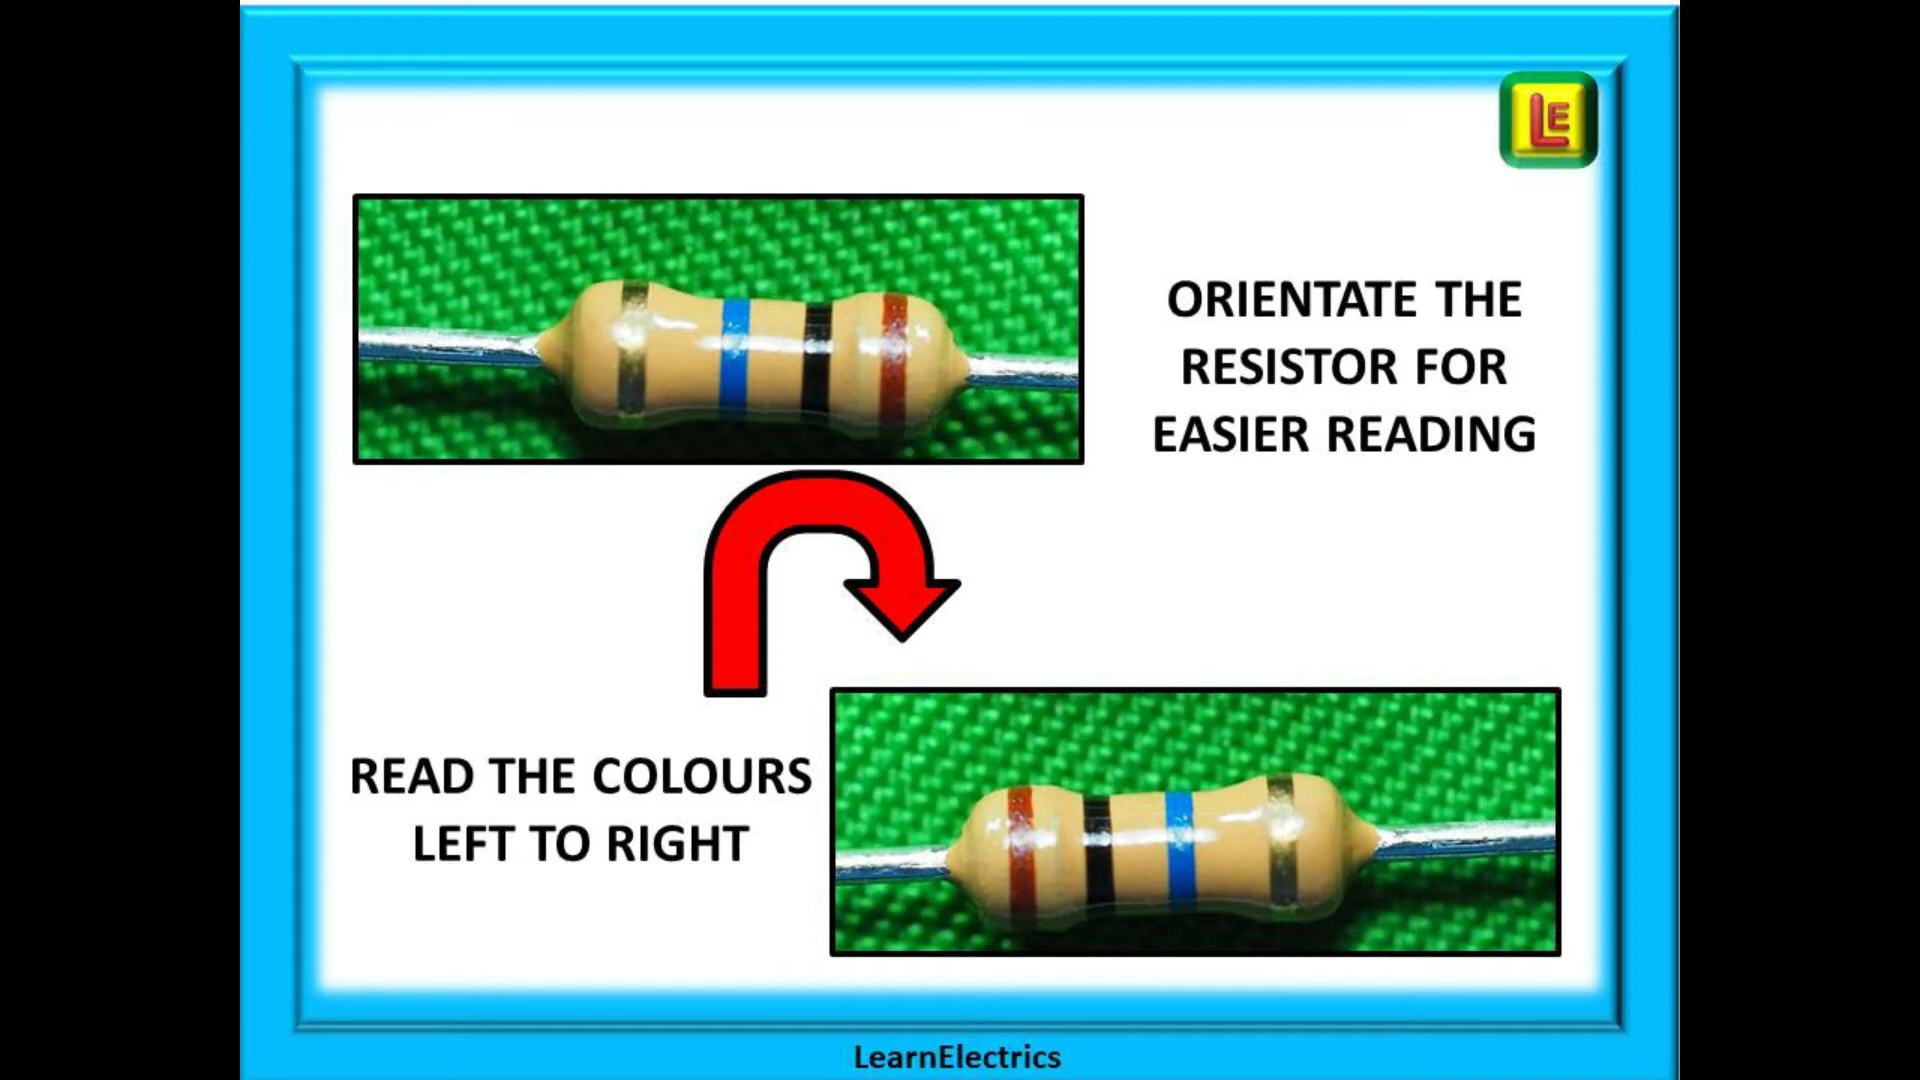 LE
ORIENTATE THE
RESISTOR FOR
EASIER READING
READ THE COLOURS
LEFT TO RIGHT
LearnElectrics